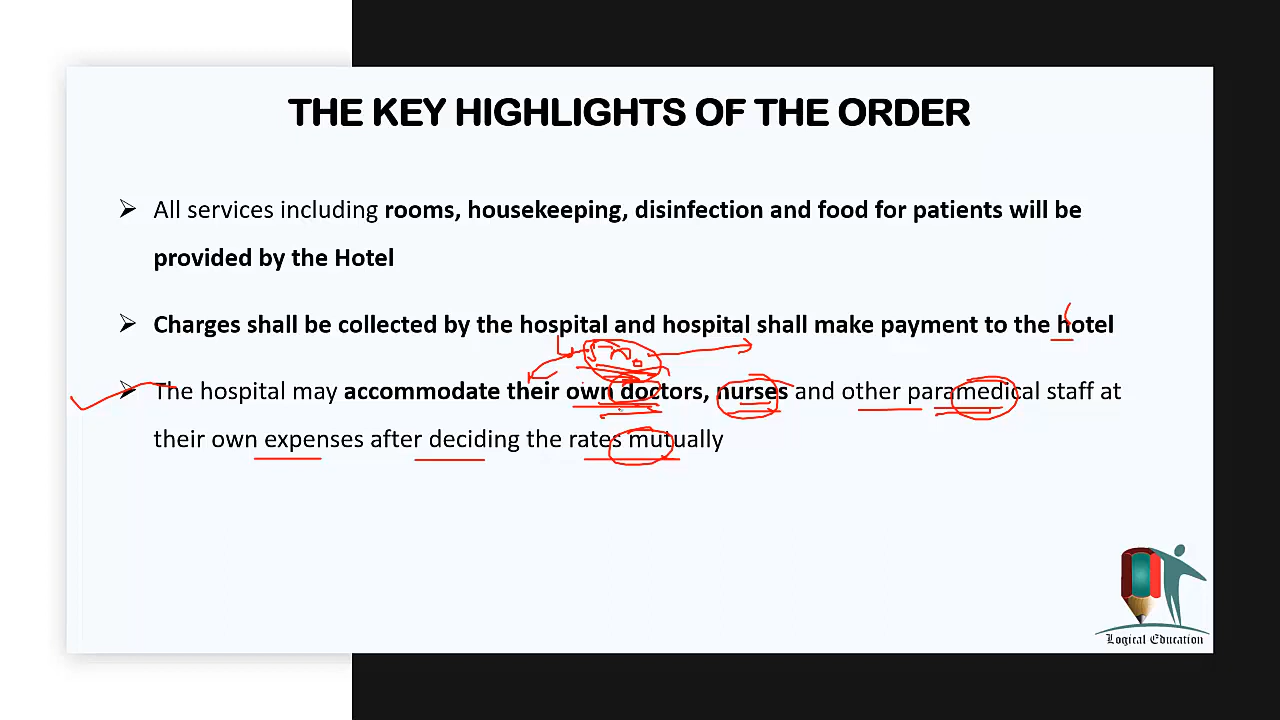 THE KEY HIGHLIGHTS OF THE ORDER
All services including rooms, housekeeping, disinfection and food for patients will be
provided by the Hotel
Charges shall be collected by the hospital and hospital shall make payment to the hotel
The hospital may accommodate their own doctors, nurses and other paramedical staff at
their own expenses after deciding the rates mutually
Logical Education